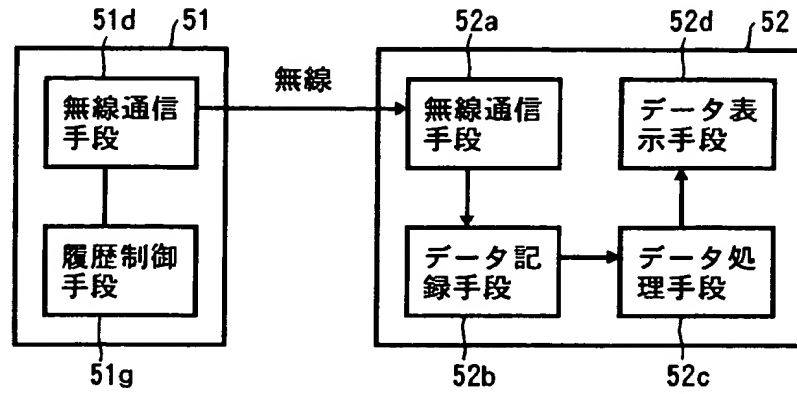 51d 51 52a 52d 52
無線
無線通信
手段
無線通信
手段
データ表
示手段
履歴制御
手段
データ記
録手段
データ処
理手段
51g 52b 52c